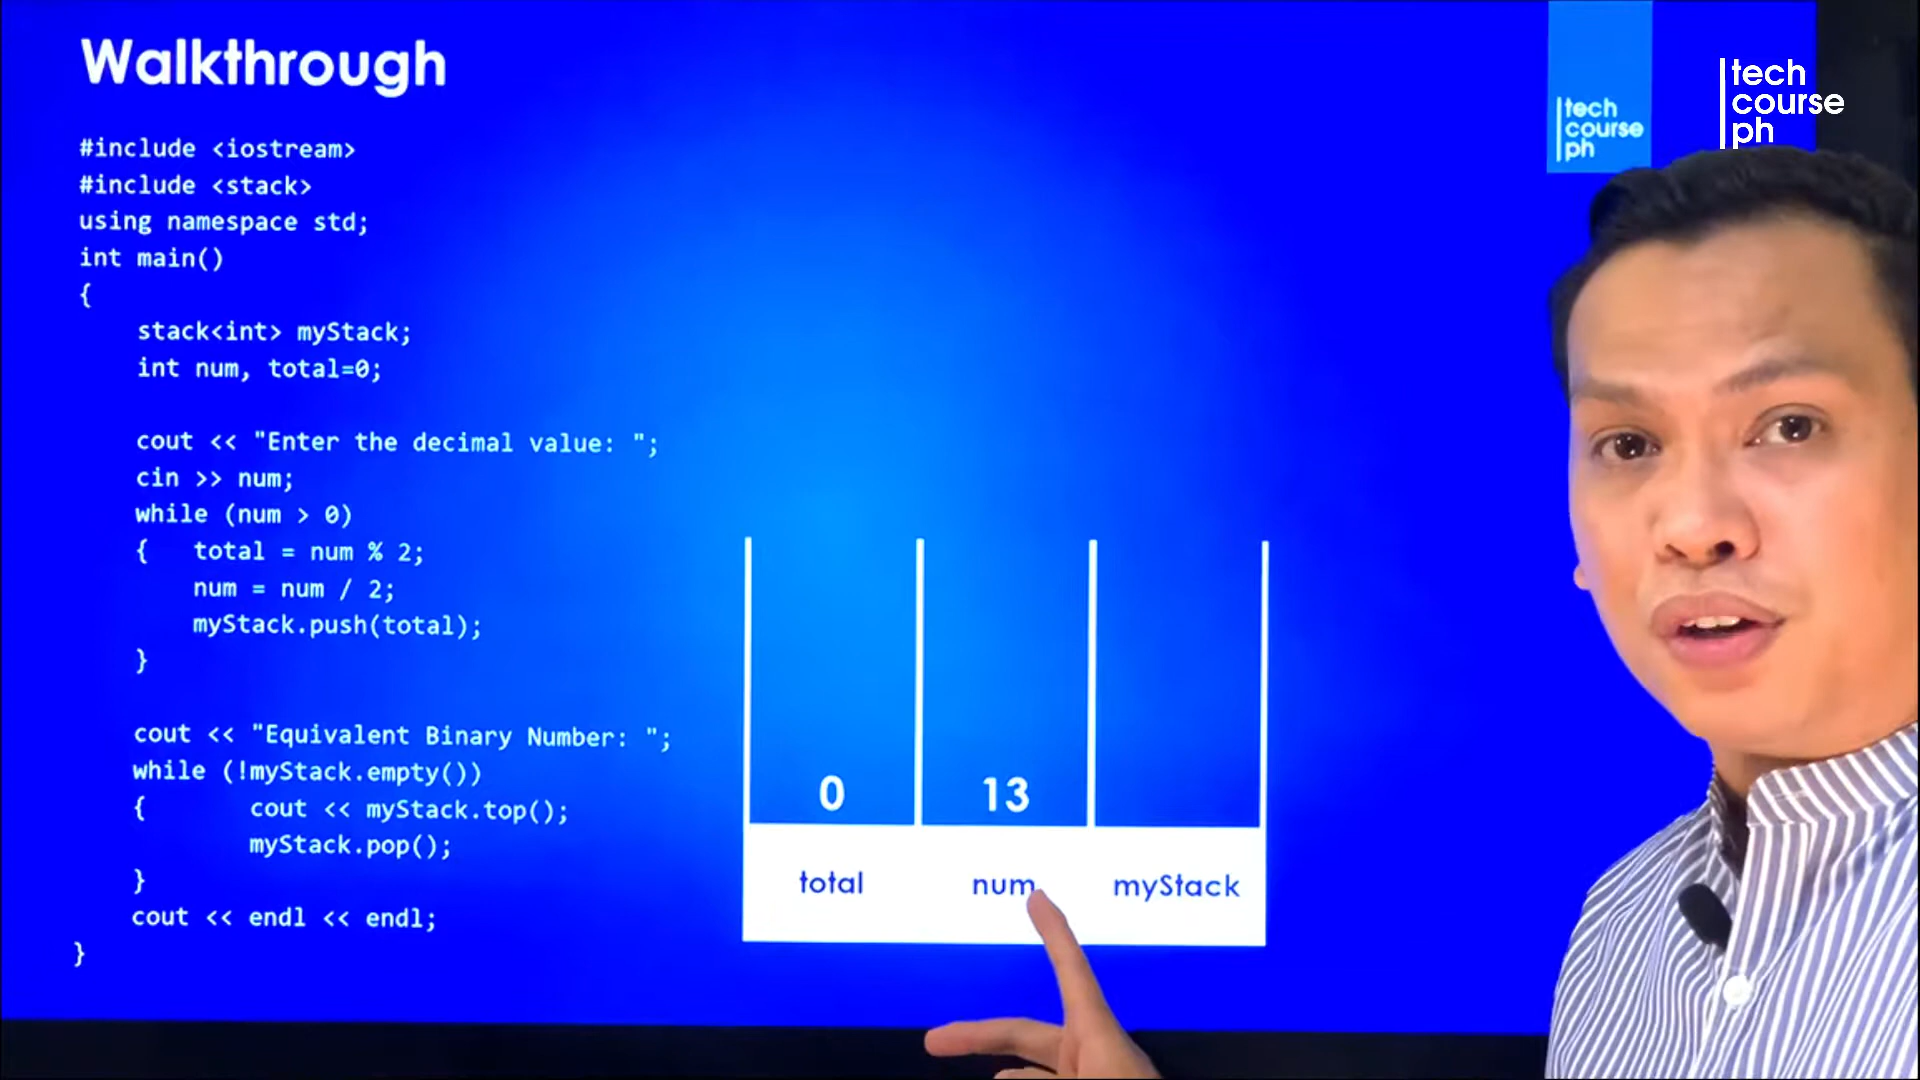 Walkthrough
#include <iostream>
#include <stack>
using namespace std;
int main()
{
stack<int> myStack;
int num, total=0;
cout << "Enter the decimal value: ";
cin >> num;
while (num > 0)
{ total = num % 2;
num = num / 2;
myStack.push(total);
}
cout << "Equivalent Binary Number: ";
while (!myStack.empty())
{ cout << myStack.top();
myStack.pop();
}
cout << endl << endl;
}
0 13
total num myStack
tech
course
ph
tech
course
ph